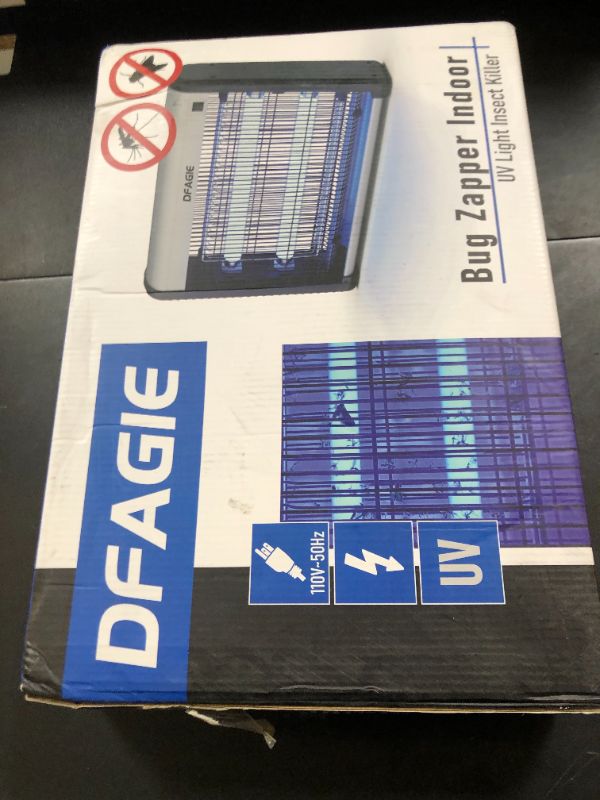 DFAGIE
DFAGIE
Bug Zapper Indoor
UV Light Insect Killer
110V~50Hz
UV